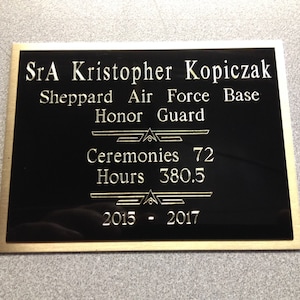 SrA Kristopher Kopiczak
Sheppard Air Force Base
Honor Guard
Ceremonies 72
Hours 380.5
2015 - 2017